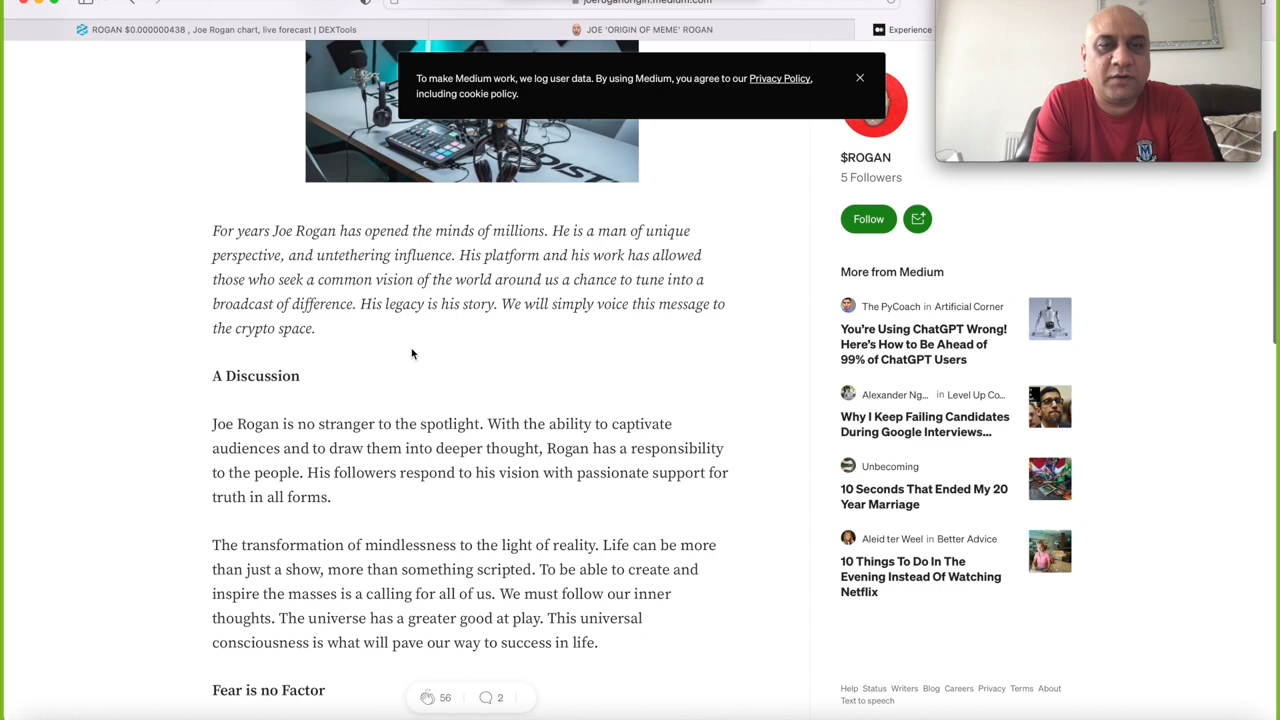 joeroganorigin.medium.com
ROGAN $0.000000438 , Joe Rogan chart, live forecast | DEXTools
JOE ‘ORIGIN OF MEME’ ROGAN
Experience
To make Medium work, we log user data. By using Medium, you agree to our Privacy Policy,
including cookie policy.
For years Joe Rogan has opened the minds of millions. He is a man of unique
perspective, and untethering influence. His platform and his work has allowed
those who seek a common vision of the world around us a chance to tune into a
broadcast of difference. His legacy is his story. We will simply voice this message to
the crypto space.
A Discussion
Joe Rogan is no stranger to the spotlight. With the ability to captivate
audiences and to draw them into deeper thought, Rogan has a responsibility
to the people. His followers respond to his vision with passionate support for
truth in all forms.
The transformation of mindlessness to the light of reality. Life can be more
than just a show, more than something scripted. To be able to create and
inspire the masses is a calling for all of us. We must follow our inner
thoughts. The universe has a greater good at play. This universal
consciousness is what will pave our way to success in life.
Fear is no Factor
56
2
$ROGAN
5 Followers
Follow
More from Medium
The PyCoach in Artificial Corner
You’re Using ChatGPT Wrong!
Here’s How to Be Ahead of
99% of ChatGPT Users
Alexander Ng... in Level Up Co...
Why I Keep Failing Candidates
During Google Interviews...
Unbecoming
10 Seconds That Ended My 20
Year Marriage
Aleid ter Weel in Better Advice
10 Things To Do In The
Evening Instead Of Watching
Netflix
Help Status Writers Blog Careers Privacy Terms About
Text to speech